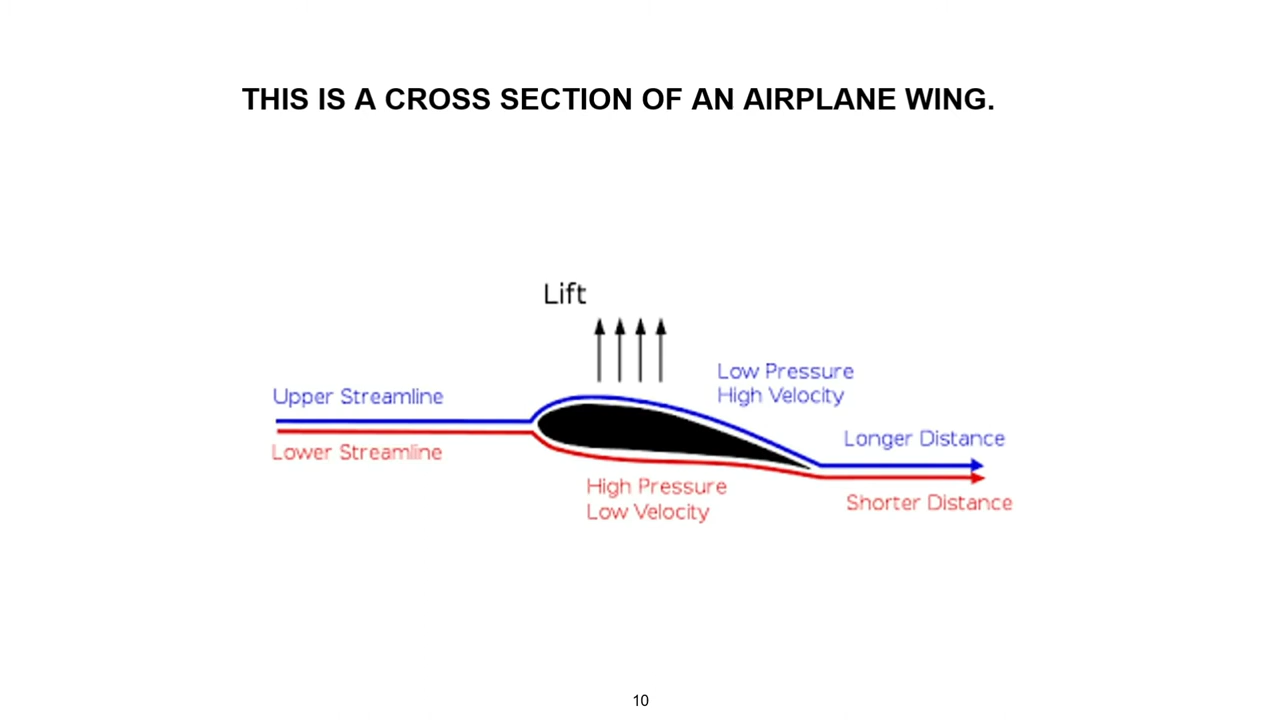 THIS IS A CROSS SECTION OF AN AIRPLANE WING.
Lift
Upper Streamline
Lower Streamline
Low Pressure
High Velocity
High Pressure
Low Velocity
Longer Distance
Shorter Distance
10